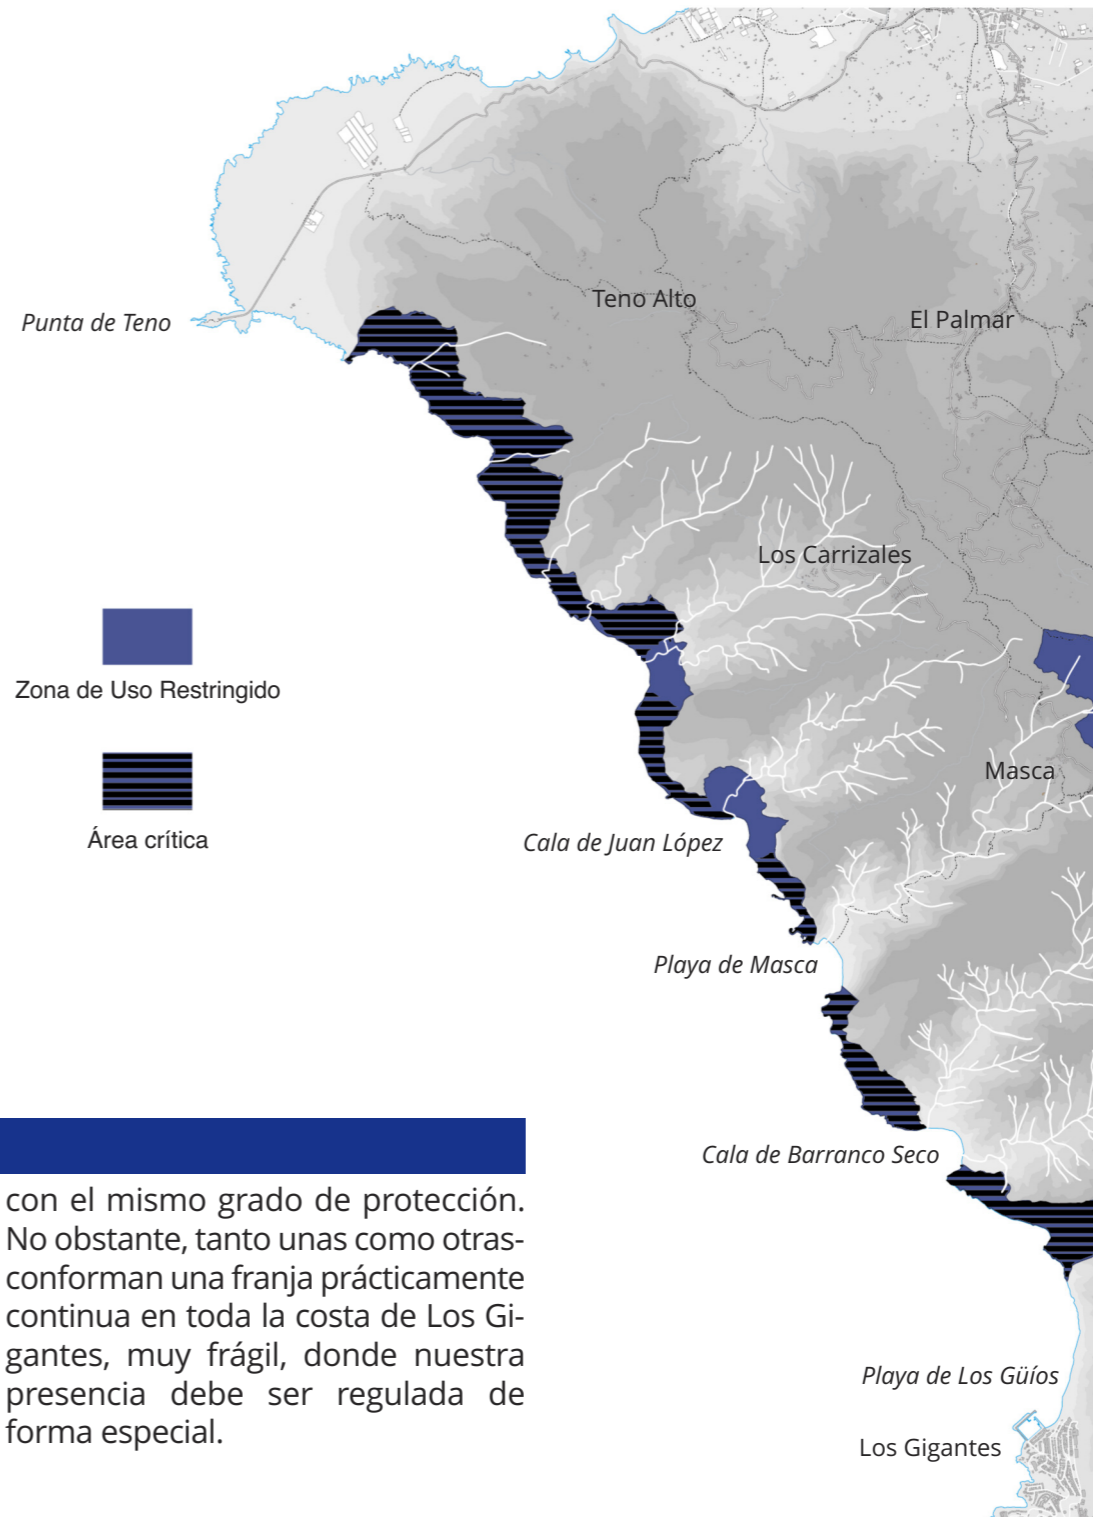 Teno Alto
El Palmar
Punta de Teno
Los Carrizales
Zona de Uso Restringido
Masca
Área crítica
Cala de Juan López
Playa de Masca
Cala de Barranco Seco
con el mismo grado de protección.
No obstante, tanto unas como otras-
conforman una franja prácticamente
continua en toda la costa de Los Gi-
gantes, muy frágil, donde nuestra
presencia debe ser regulada de
forma especial.
Playa de Los Güíos
Los Gigantes